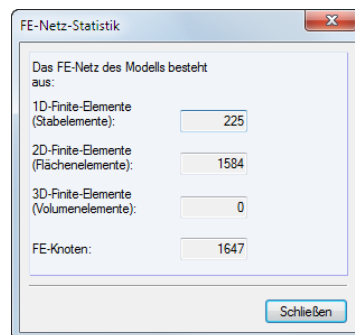 FE-Netz-Statistik
Das FE-Netz des Modells besteht
aus:
1D-Finite-Elemente
(Stabelemente): 225
2D-Finite-Elemente
(Flächenelemente): 1584
3D-Finite-Elemente
(Volumenelemente): 0
FE-Knoten: 1647
Schließen